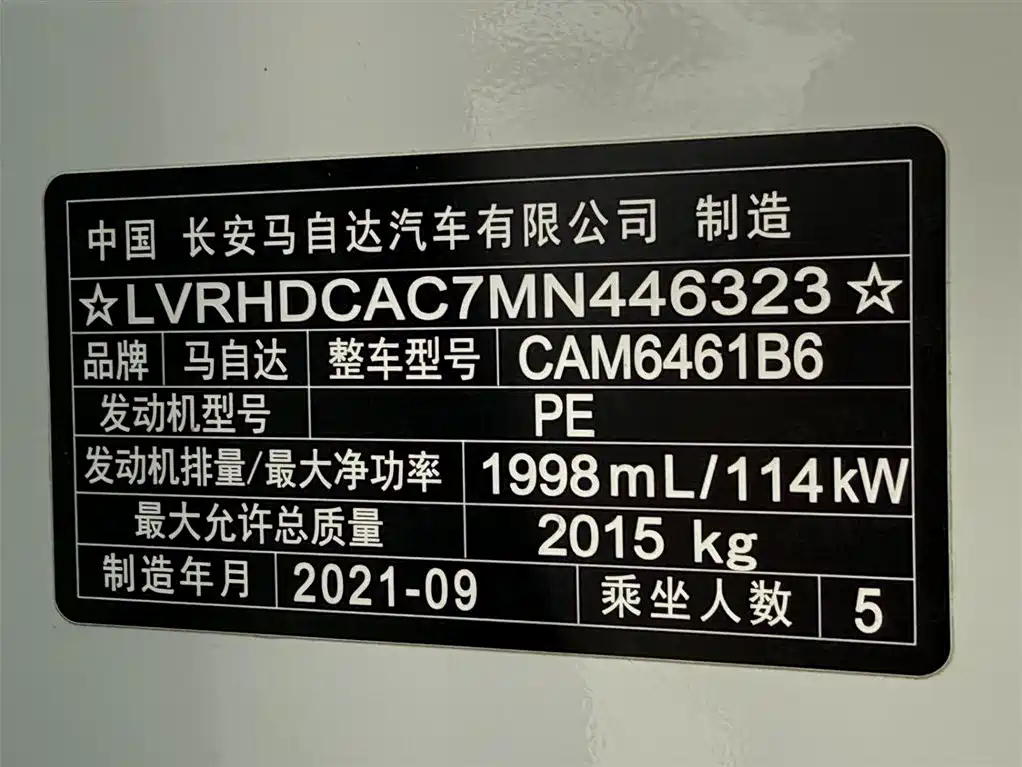 中国 长安马自达汽车有限公司 制造
☆LVRHDCAC7MN446323☆
品牌 马自达 整车型号 CAM6461B6
发动机型号 PE
发动机排量/最大净功率 1998mL/114kW
最大允许总质量 2015 kg
制造年月 2021-09 乘坐人数 5